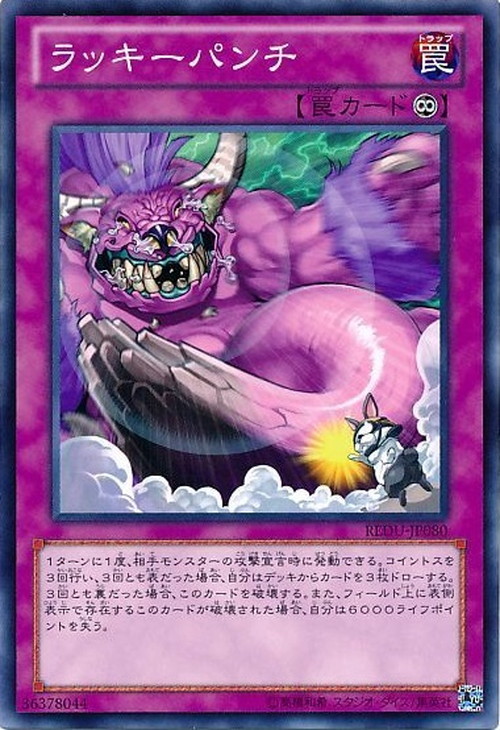 ラッキーパンチ
トラップ
罠
トラップ
【罠カード】
REDU-JP080
1ターンに1度、相手モンスターの攻撃宣言時に発動できる。コイントスを
3回行い、3回とも表だった場合、自分はデッキからカードを3枚ドローする。
3回とも裏だった場合、このカードを破壊する。また、フィールド上に表側
表示で存在するこのカードが破壊された場合、自分は6000ライフポイ
ントを失う。
36378044
©高橋和希 スタジオ・ダイス/集英社